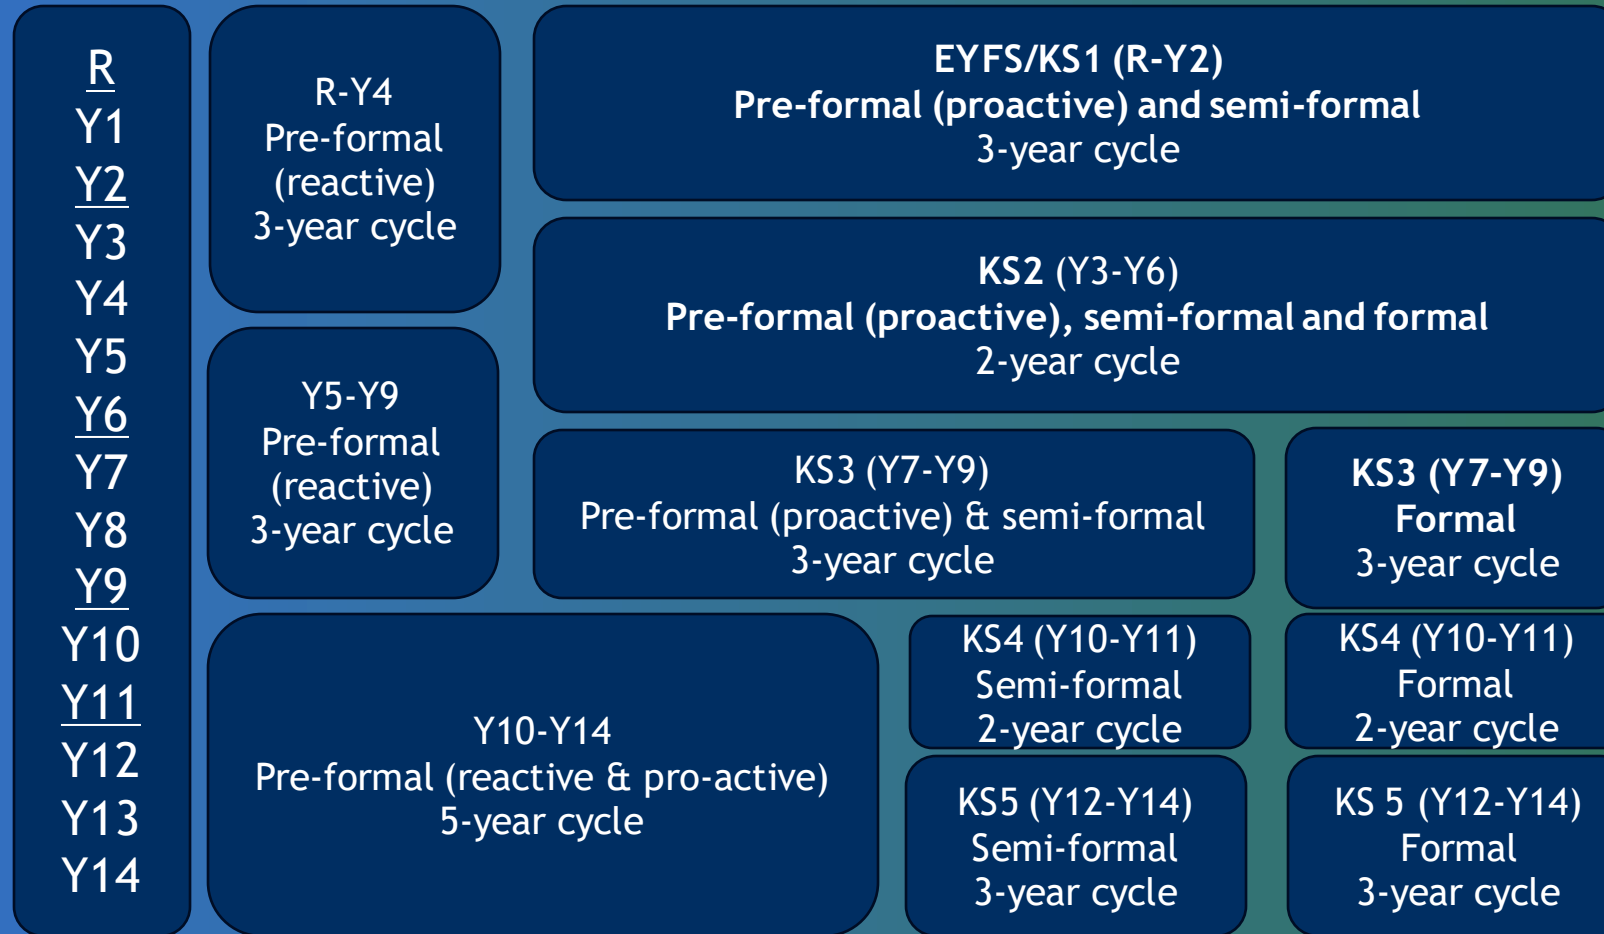 R
Y1
Y2
Y3
Y4
Y5
Y6
Y7
Y8
Y9
Y10
Y11
Y12
Y13
Y14
R-Y4
Pre-formal
(reactive)
3-year cycle
Y5-Y9
Pre-formal
(reactive)
3-year cycle
EYFS/KS1 (R-Y2)
Pre-formal (proactive) and semi-formal
3-year cycle
KS2 (Y3-Y6)
Pre-formal (proactive), semi-formal and formal
2-year cycle
KS3 (Y7-Y9)
Pre-formal (proactive) & semi-formal
3-year cycle
KS3 (Y7-Y9)
Formal
3-year cycle
Y10-Y14
Pre-formal (reactive & pro-active)
5-year cycle
KS4 (Y10-Y11)
Semi-formal
2-year cycle
KS4 (Y10-Y11)
Formal
2-year cycle
KS5 (Y12-Y14)
Semi-formal
3-year cycle
KS 5 (Y12-Y14)
Formal
3-year cycle